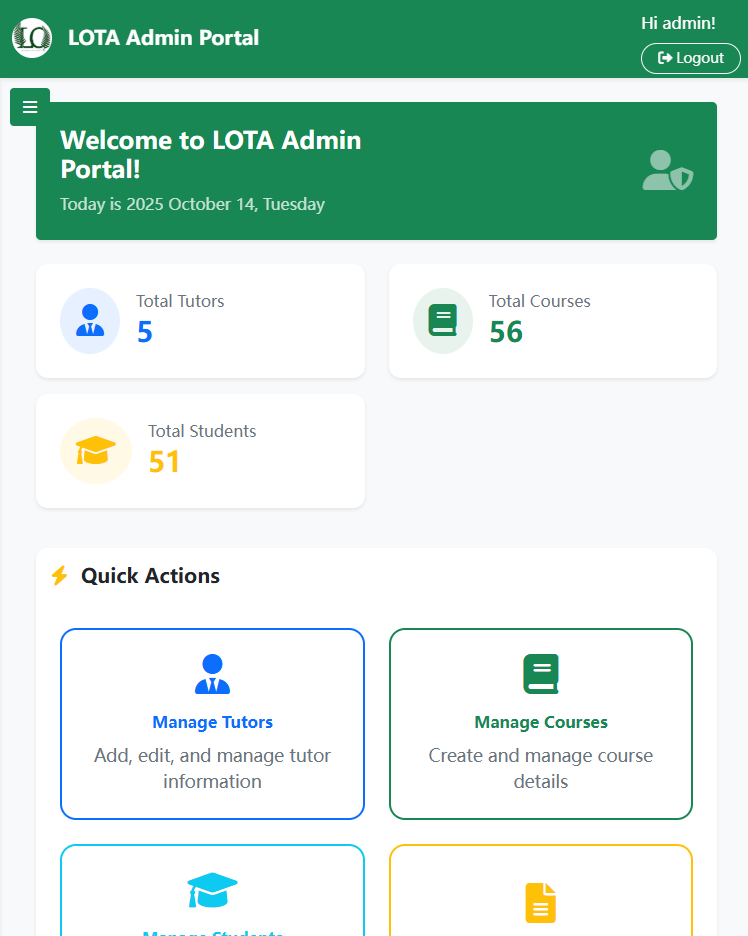 LO
LOTA Admin Portal
Hi admin!
Logout
Welcome to LOTA Admin
Portal!
Today is 2025 October 14, Tuesday
Total Tutors
5
Total Courses
56
Total Students
51
Quick Actions
Manage Tutors
Add, edit, and manage tutor
information
Manage Courses
Create and manage course
details
Manage Students